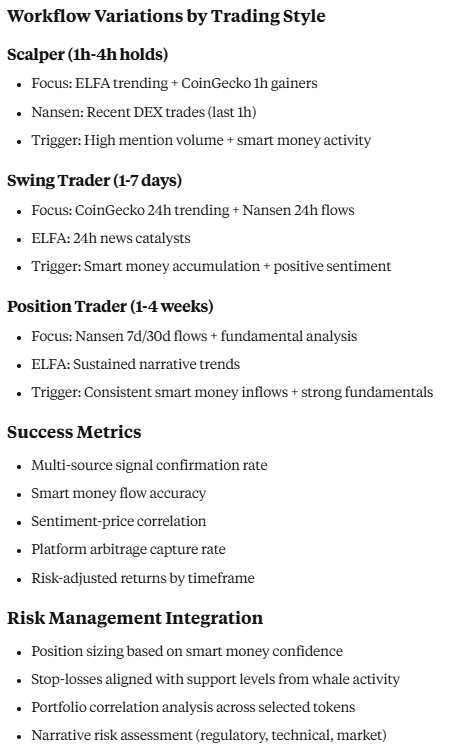 Workflow Variations by Trading Style
Scalper (1h-4h holds)
• Focus: ELFA trending + CoinGecko 1h gainers
• Nansen: Recent DEX trades (last 1h)
• Trigger: High mention volume + smart money activity
Swing Trader (1-7 days)
• Focus: CoinGecko 24h trending + Nansen 24h flows
• ELFA: 24h news catalysts
• Trigger: Smart money accumulation + positive sentiment
Position Trader (1-4 weeks)
• Focus: Nansen 7d/30d flows + fundamental analysis
• ELFA: Sustained narrative trends
• Trigger: Consistent smart money inflows + strong fundamentals
Success Metrics
• Multi-source signal confirmation rate
• Smart money flow accuracy
• Sentiment-price correlation
• Platform arbitrage capture rate
• Risk-adjusted returns by timeframe
Risk Management Integration
• Position sizing based on smart money confidence
• Stop-losses aligned with support levels from whale activity
• Portfolio correlation analysis across selected tokens
• Narrative risk assessment (regulatory, technical, market)